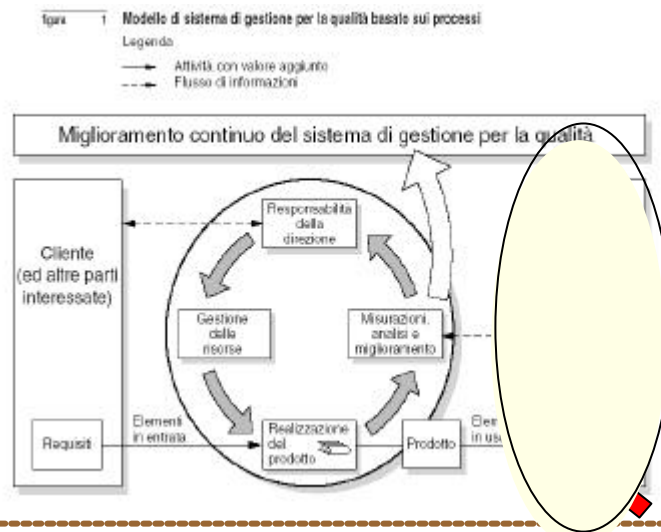 figura 1 Modello di sistema di gestione per la qualità basato sui processi
Legenda
Attività con valore aggiunto
Flusso di informazioni
Miglioramento continuo del sistema di gestione per la qualità
Responsabilità
della
direzione
Cliente
(ed altre parti
interessate)
Gestione
delle
risorse
Misurazioni,
analisi e
miglioramento
Requisiti
Elementi
in entrata
Realizzazione
del
prodotto
Prodotto